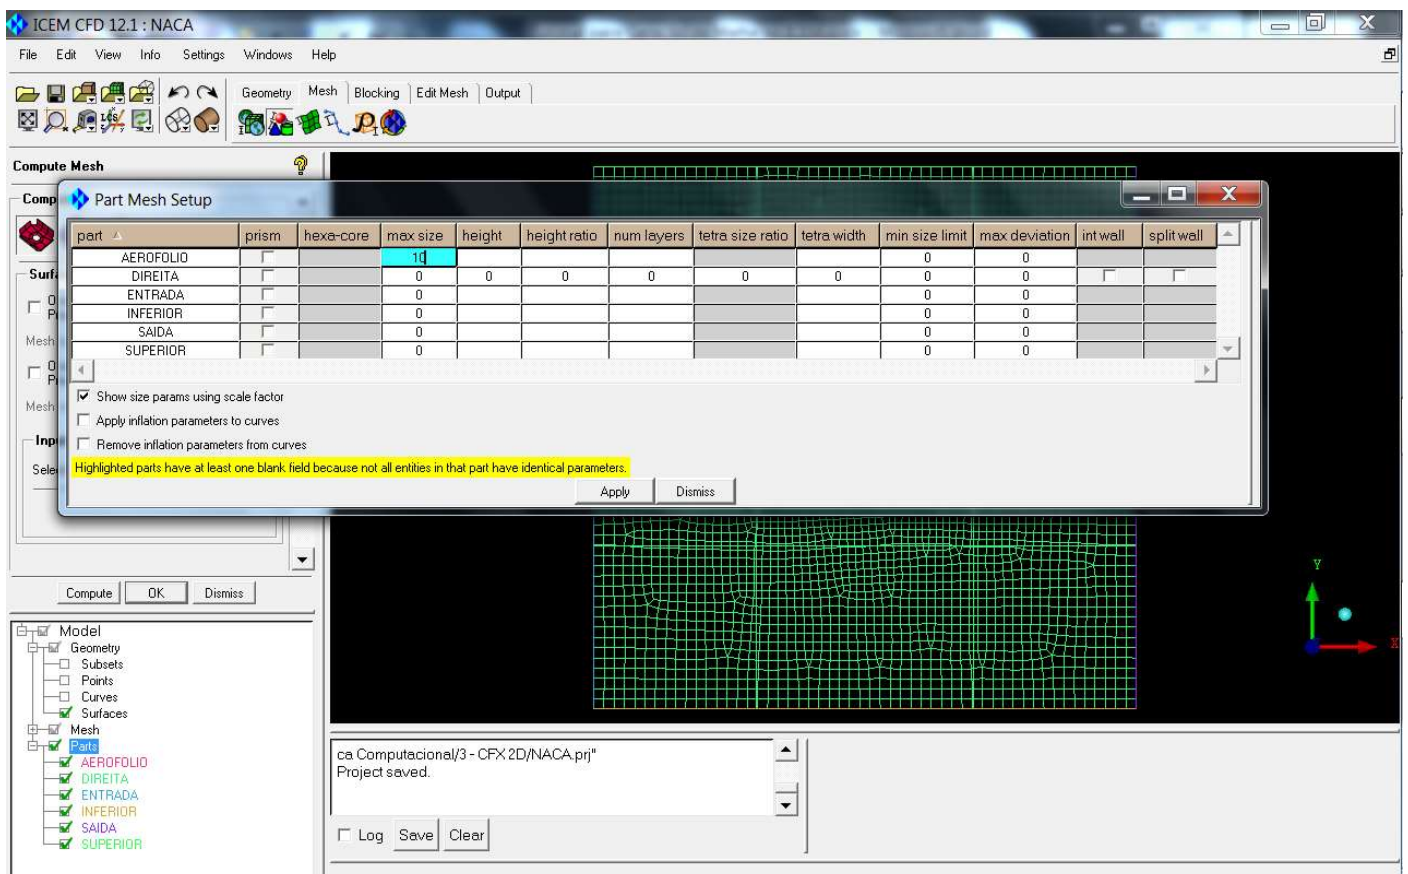 ICEM CFD 12.1 : NACA
File Edit View Info Settings Windows Help
Geometry Mesh Blocking Edit Mesh Output
LCS
Compute Mesh
Comp
Part Mesh Setup
part prism hexa-core max size height height ratio num layers tetra size ratio tetra width min size limit max deviation int wall split wall
AEROFOLIO 10 0 0
DIREITA 0 0 0 0 0 0 0 0
ENTRADA 0 0 0
INFERIOR 0 0 0
SAIDA 0 0 0
SUPERIOR 0 0 0
Surfa
Mesh
Mesh
Inpu
Sele
Show size params using scale factor
Apply inflation parameters to curves
Remove inflation parameters from curves
Highlighted parts have at least one blank field because not all entities in that part have identical parameters.
Apply Dismiss
Compute OK Dismiss
Y
X
Model
Geometry
Subsets
Points
Curves
Surfaces
Mesh
Parts
AEROFOLIO
DIREITA
ENTRADA
INFERIOR
SAIDA
SUPERIOR
ca Computacional/3 - CFX 2D/NACA.prj"
Project saved.
Log Save Clear